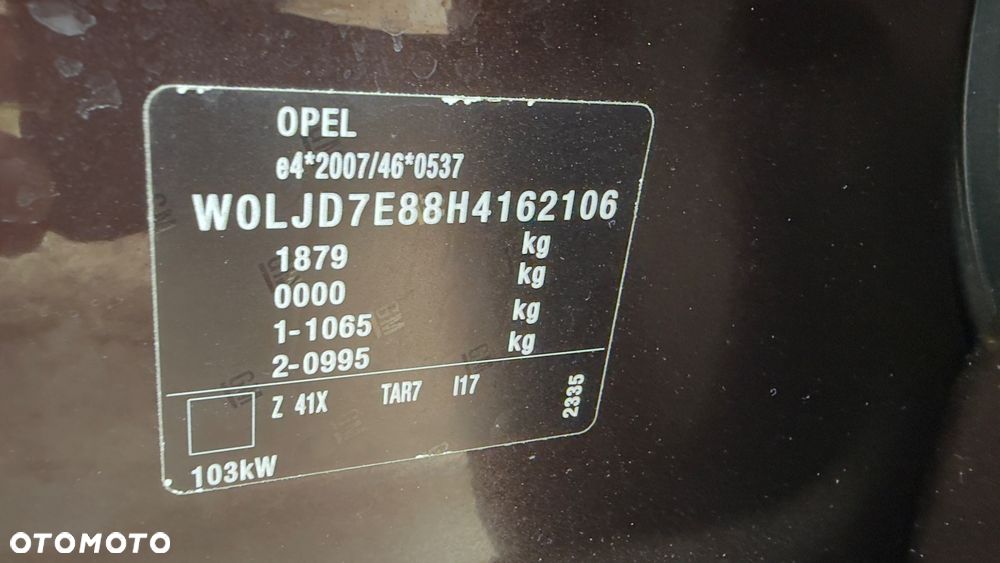 OPEL
e4*2007/46*0537
W0LJD7E88H4162106
1879 kg
0000 kg
1-1065 kg
2-0995 kg
Z 41X TAR7 I17 2335
103kW
OTOMOTO